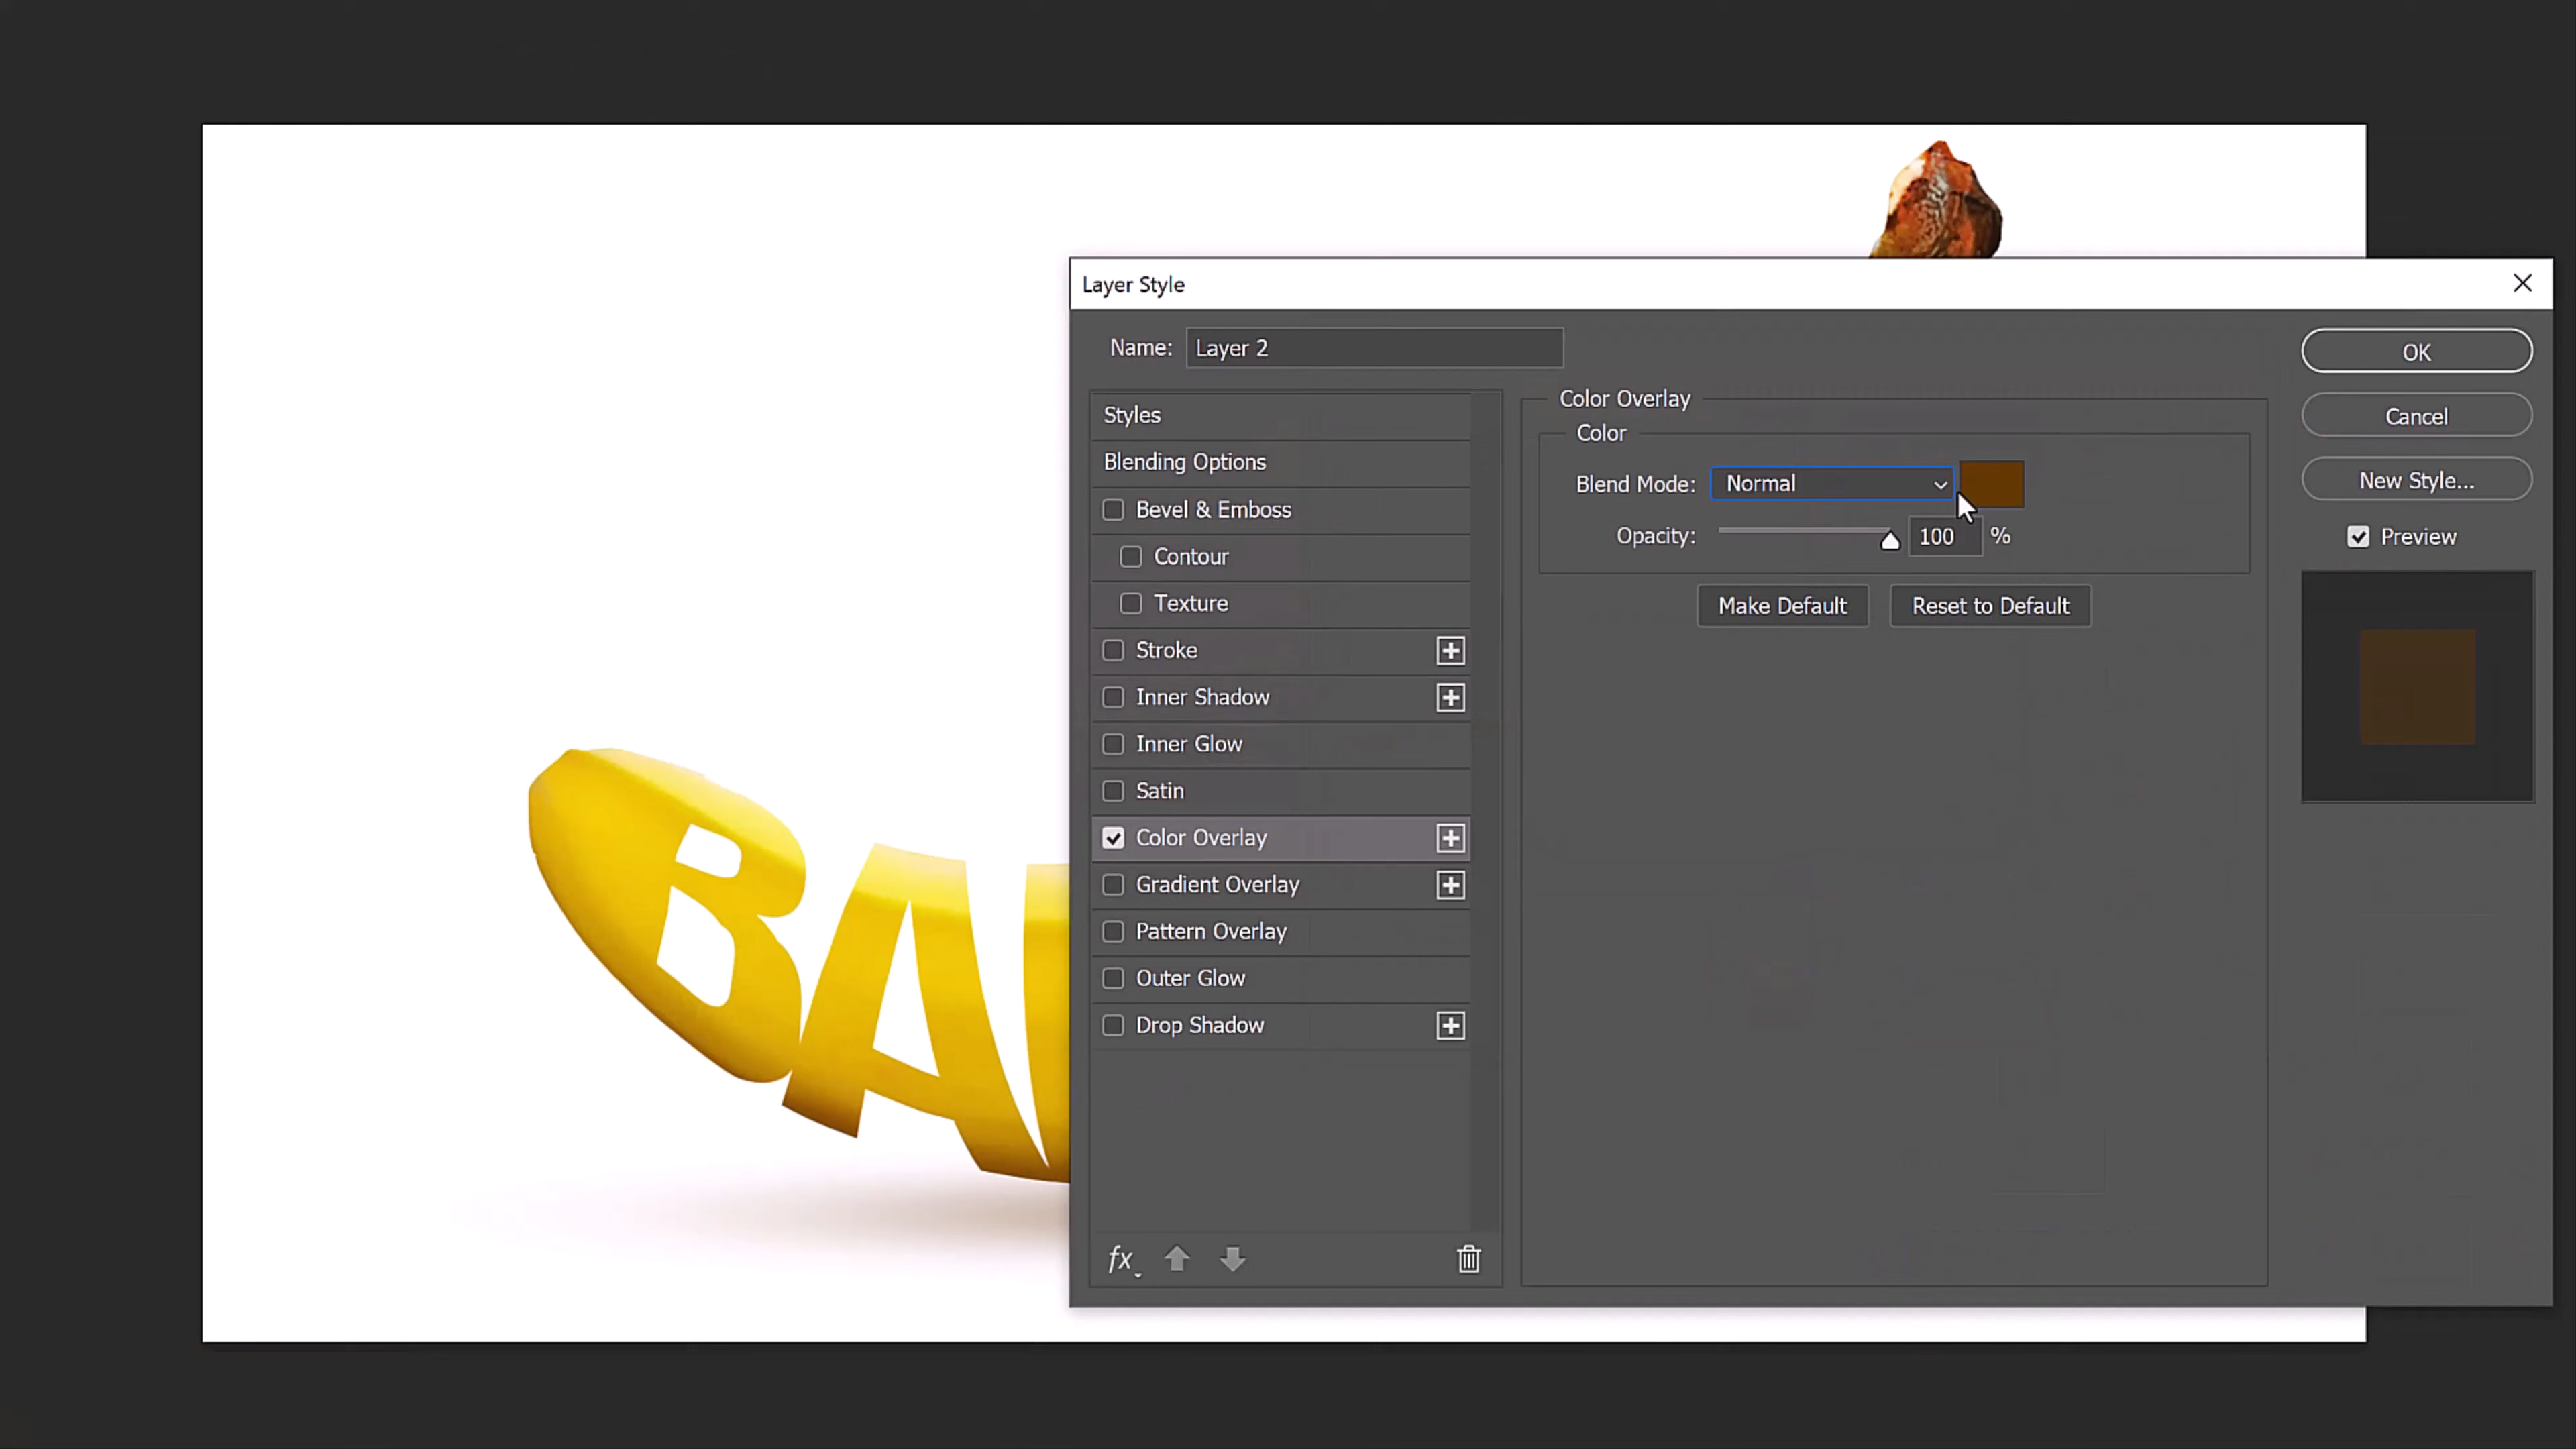 Layer Style
Name: Layer 2
OK
Cancel
New Style...
Preview
Styles
Blending Options
Bevel & Emboss
Contour
Texture
Stroke
Inner Shadow
Inner Glow
Satin
Color Overlay
Gradient Overlay
Pattern Overlay
Outer Glow
Drop Shadow
fx
Color Overlay
Color
Blend Mode: Normal
Opacity: 100 %
Make Default Reset to Default
BA